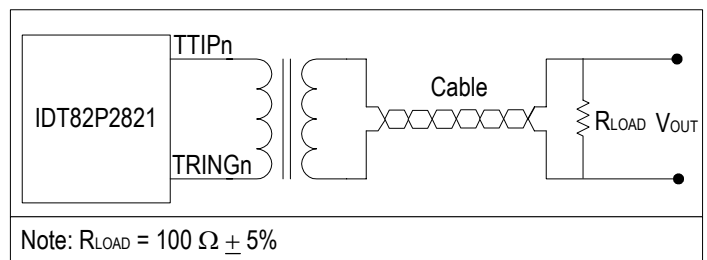 TTIPn
IDT82P2821
Cable
RLOAD VOUT
TRINGn
Note: RLOAD = 100 Ω ± 5%